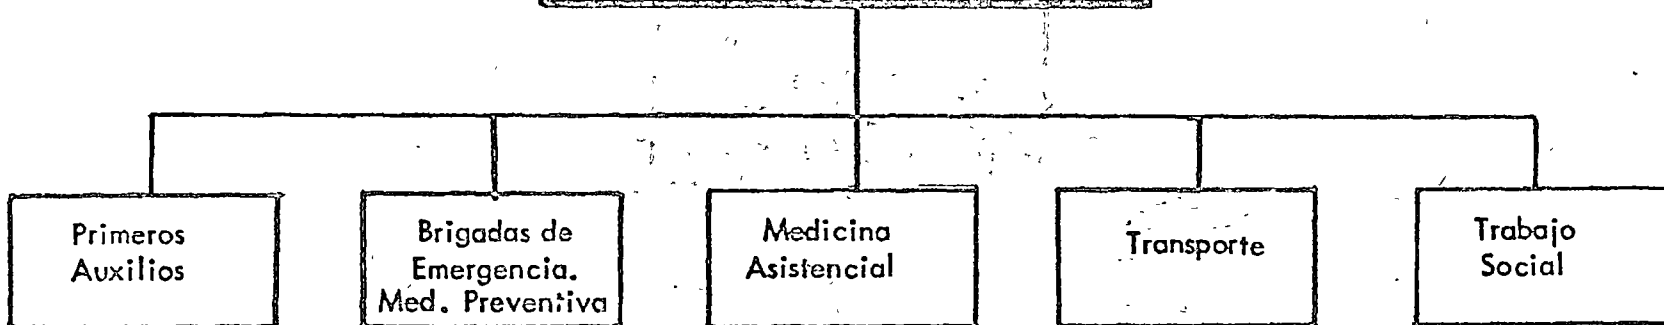 Primeros
Auxilios
Brigadas de
Emergencia.
Med. Preventiva
Medicina
Asistencial
Transporte
Trabajo
Social